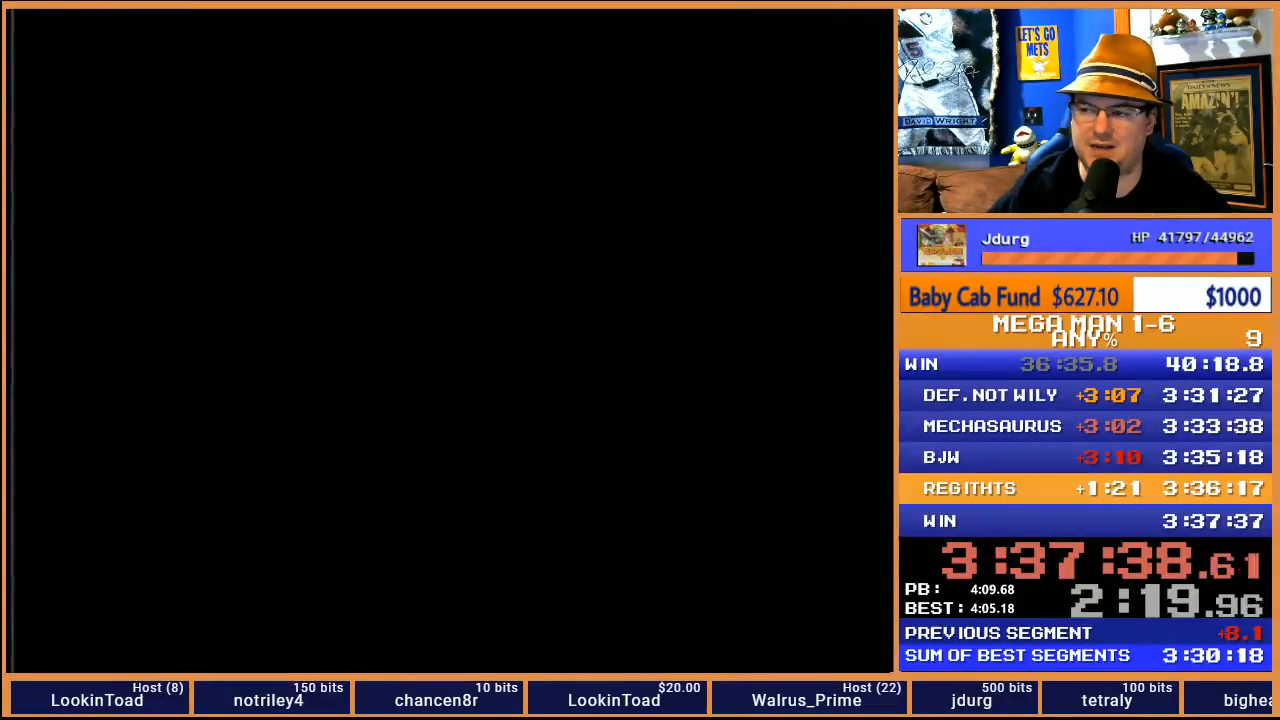 LET'S GO
METS
5
DAVID WRIGHT
DAILY NEWS
AMAZIN'!
Jdurg HP 41797/44962
Baby Cab Fund $627.10 $1000
MEGA MAN 1-6
ANY% 9
WIN 36:35.8 40:18.8
DEF. NOT WILY +3:07 3:31:27
MECHASAURUS +3:02 3:33:38
BJW +3:10 3:35:18
REGITHTS +1:21 3:36:17
WIN 3:37:37
3:37:38.61
PB: 4:09.68
BEST: 4:05.18
2:19.96
PREVIOUS SEGMENT +8.1
SUM OF BEST SEGMENTS 3:30:18
Host (8)
LookinToad
150 bits
notriley4
10 bits
chancen8r
$20.00
LookinToad
Host (22)
Walrus_Prime
500 bits
jdurg
100 bits
tetraly
bighea